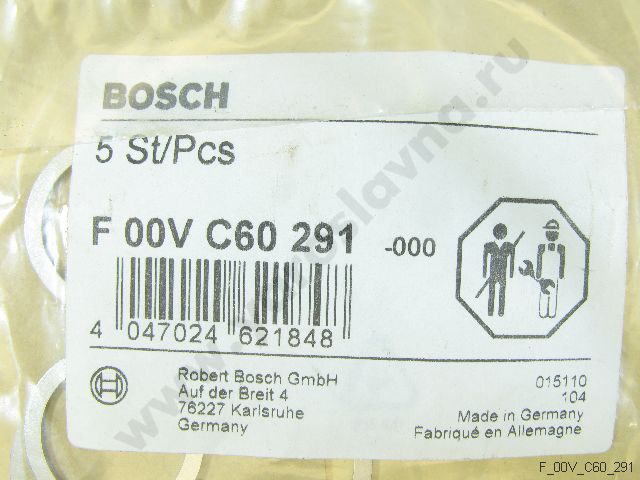 BOSCH
5 St/Pcs
F 00V C60 291 -000
4 047024 621848
Robert Bosch GmbH
Auf der Breit 4
76227 Karlsruhe
Germany
015110
104
Made in Germany
Fabriqué en Allemagne
F_00V_C60_291